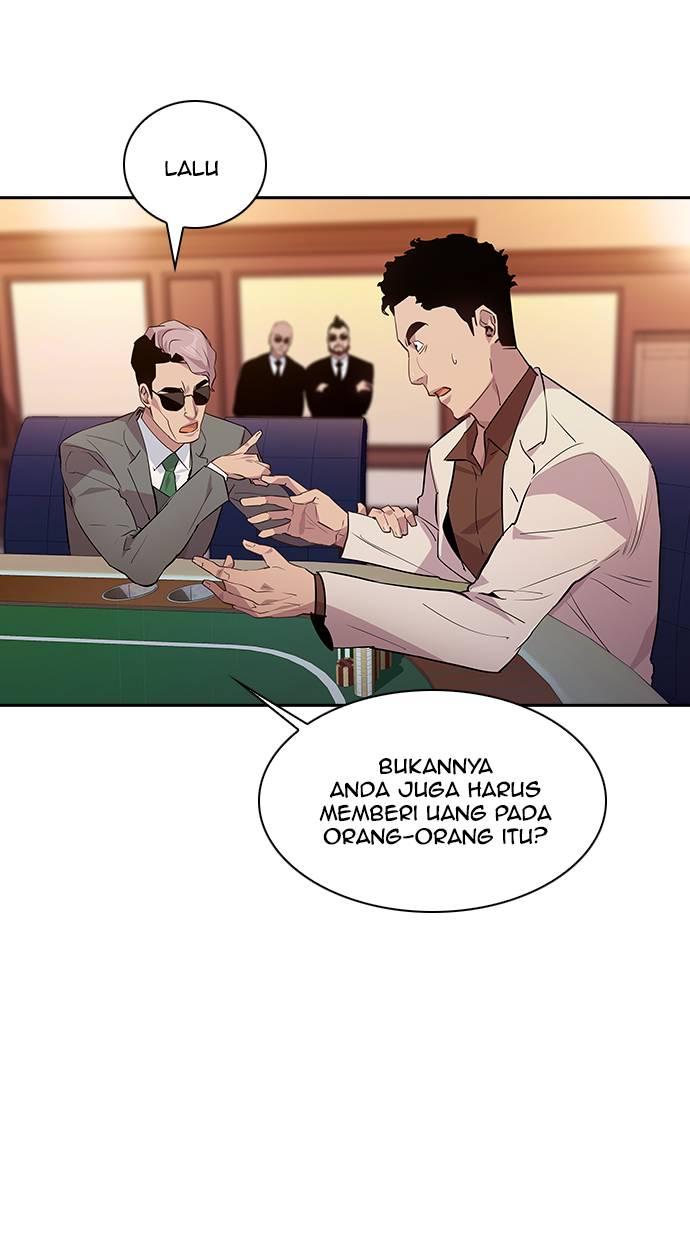 LALU
BUKANNYA
ANDA JUGA HARUS
MEMBERI UANG PADA
ORANG-ORANG ITU?